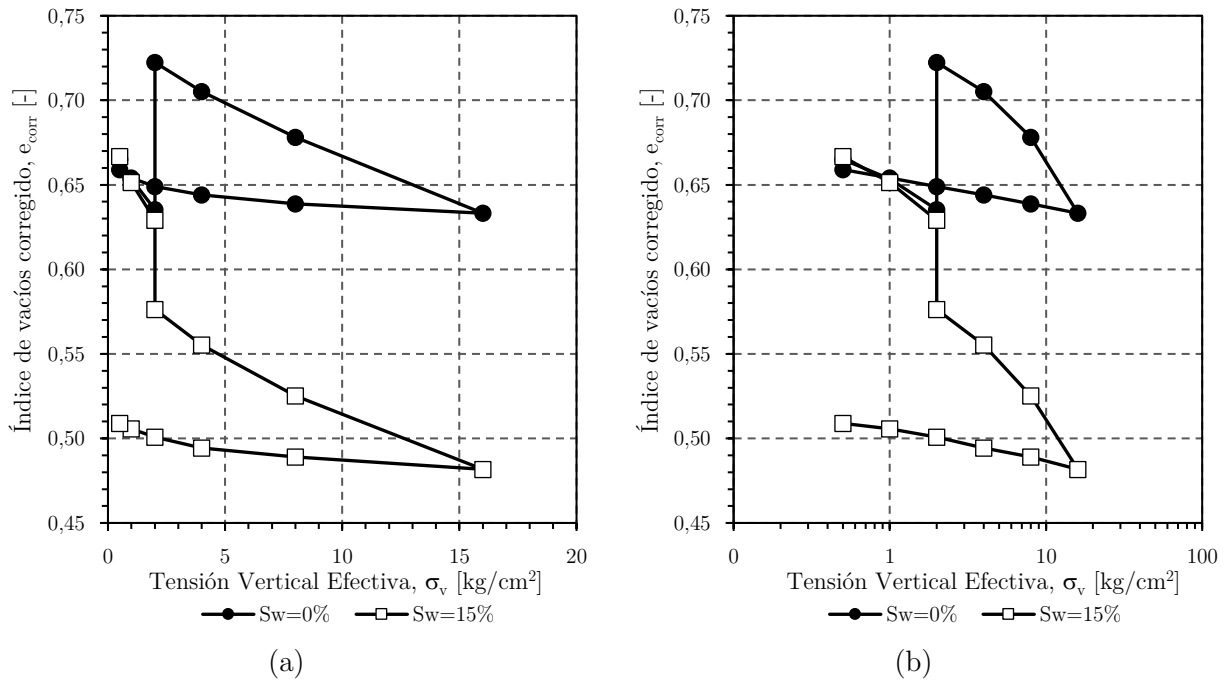 0,75
0,70
0,65
0,60
0,55
0,50
0,45
Índice de vacíos corregido, e_corr [-]
0 5 10 15 20
Tensión Vertical Efectiva, σ_v [kg/cm²]
Sw=0% Sw=15%
(a)
0,75
0,70
0,65
0,60
0,55
0,50
0,45
Índice de vacíos corregido, e_corr [-]
0 1 10 100
Tensión Vertical Efectiva, σ_v [kg/cm²]
Sw=0% Sw=15%
(b)